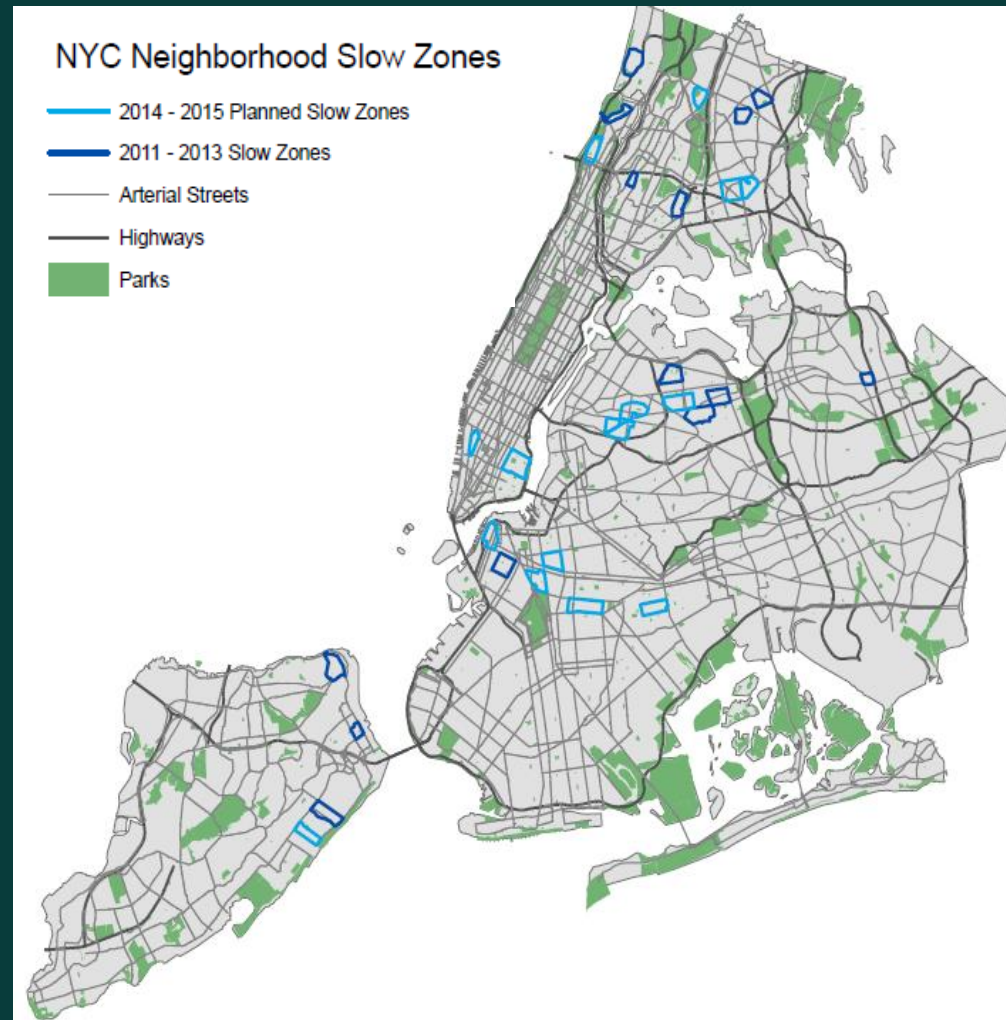 NYC Neighborhood Slow Zones
2014 - 2015 Planned Slow Zones
2011 - 2013 Slow Zones
Arterial Streets
Highways
Parks